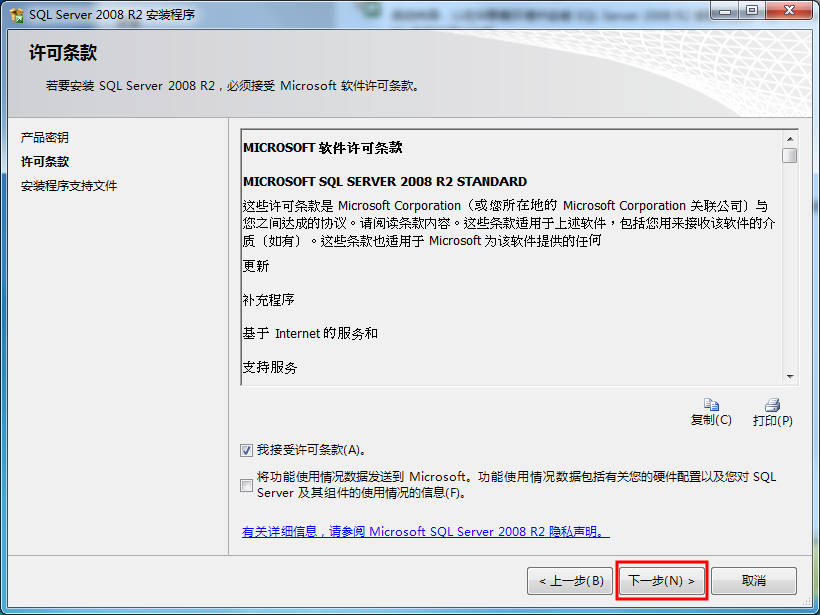 SQL Server 2008 R2 安装程序
许可条款
若要安装 SQL Server 2008 R2，必须接受 Microsoft 软件许可条款。
产品密钥
许可条款
安装程序支持文件
MICROSOFT 软件许可条款
MICROSOFT SQL SERVER 2008 R2 STANDARD
这些许可条款是 Microsoft Corporation（或您所在地的 Microsoft Corporation 关联公司）与
您之间达成的协议。请阅读条款内容。这些条款适用于上述软件，包括您用来接收该软件的介
质（如有）。这些条款也适用于 Microsoft 为该软件提供的任何
更新
补充程序
基于 Internet 的服务和
支持服务
复制(C)
打印(P)
我接受许可条款(A)。
将功能使用情况数据发送到 Microsoft。功能使用情况数据包括有关您的硬件配置以及您对 SQL
Server 及其组件的使用情况的信息(F)。
有关详细信息，请参阅 Microsoft SQL Server 2008 R2 隐私声明。
< 上一步(B)
下一步(N) >
取消